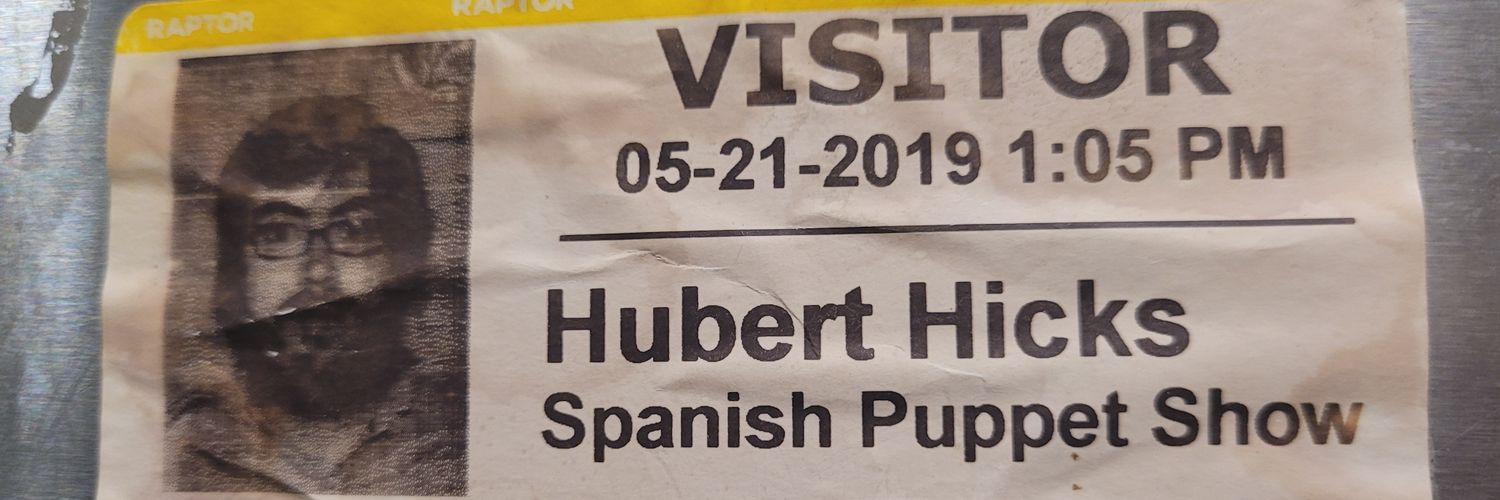 RAPTOR RAPTOR
VISITOR
05-21-2019 1:05 PM
Hubert Hicks
Spanish Puppet Show